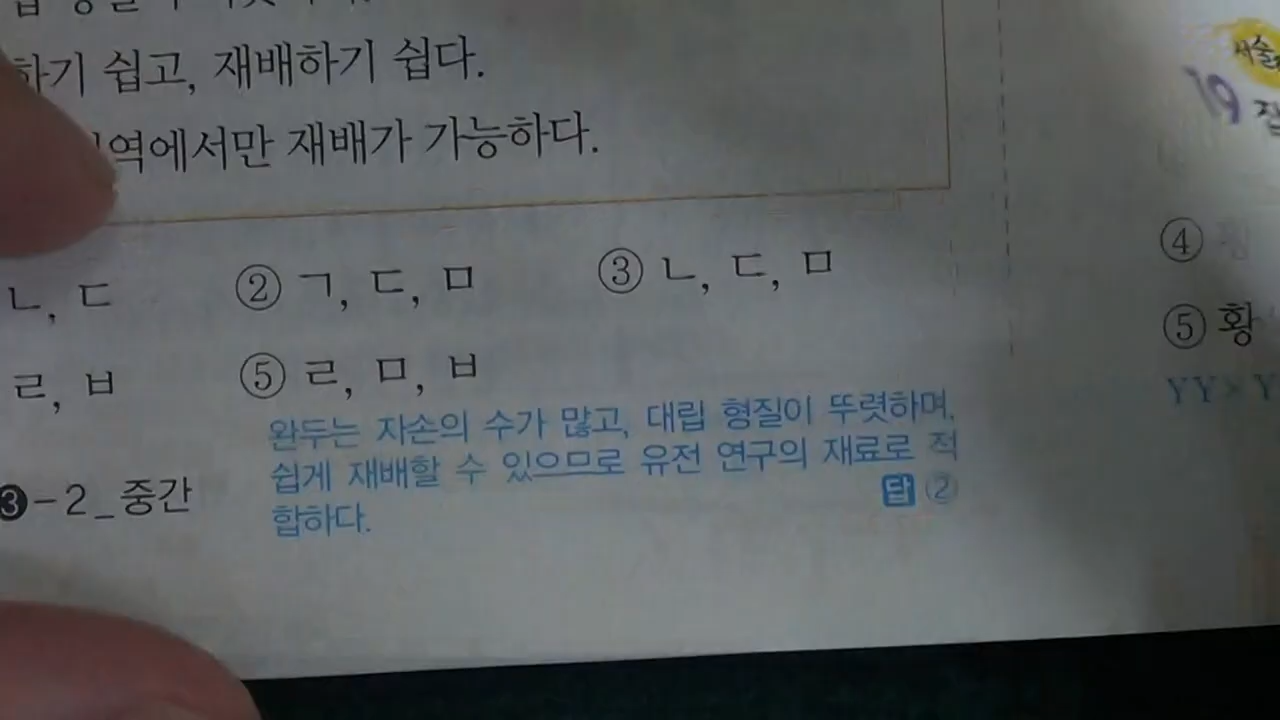 하기 쉽고, 재배하기 쉽다.
역에서만 재배가 가능하다.
ㄴ, ㄷ ② ㄱ, ㄷ, ㅁ ③ ㄴ, ㄷ, ㅁ
ㄹ, ㅂ ⑤ ㄹ, ㅁ, ㅂ
완두는 자손의 수가 많고, 대립 형질이 뚜렷하며,
쉽게 재배할 수 있으므로 유전 연구의 재료로 적
합하다.
답 ②
❸-2_중간
19
④
⑤ 황
YY×Y